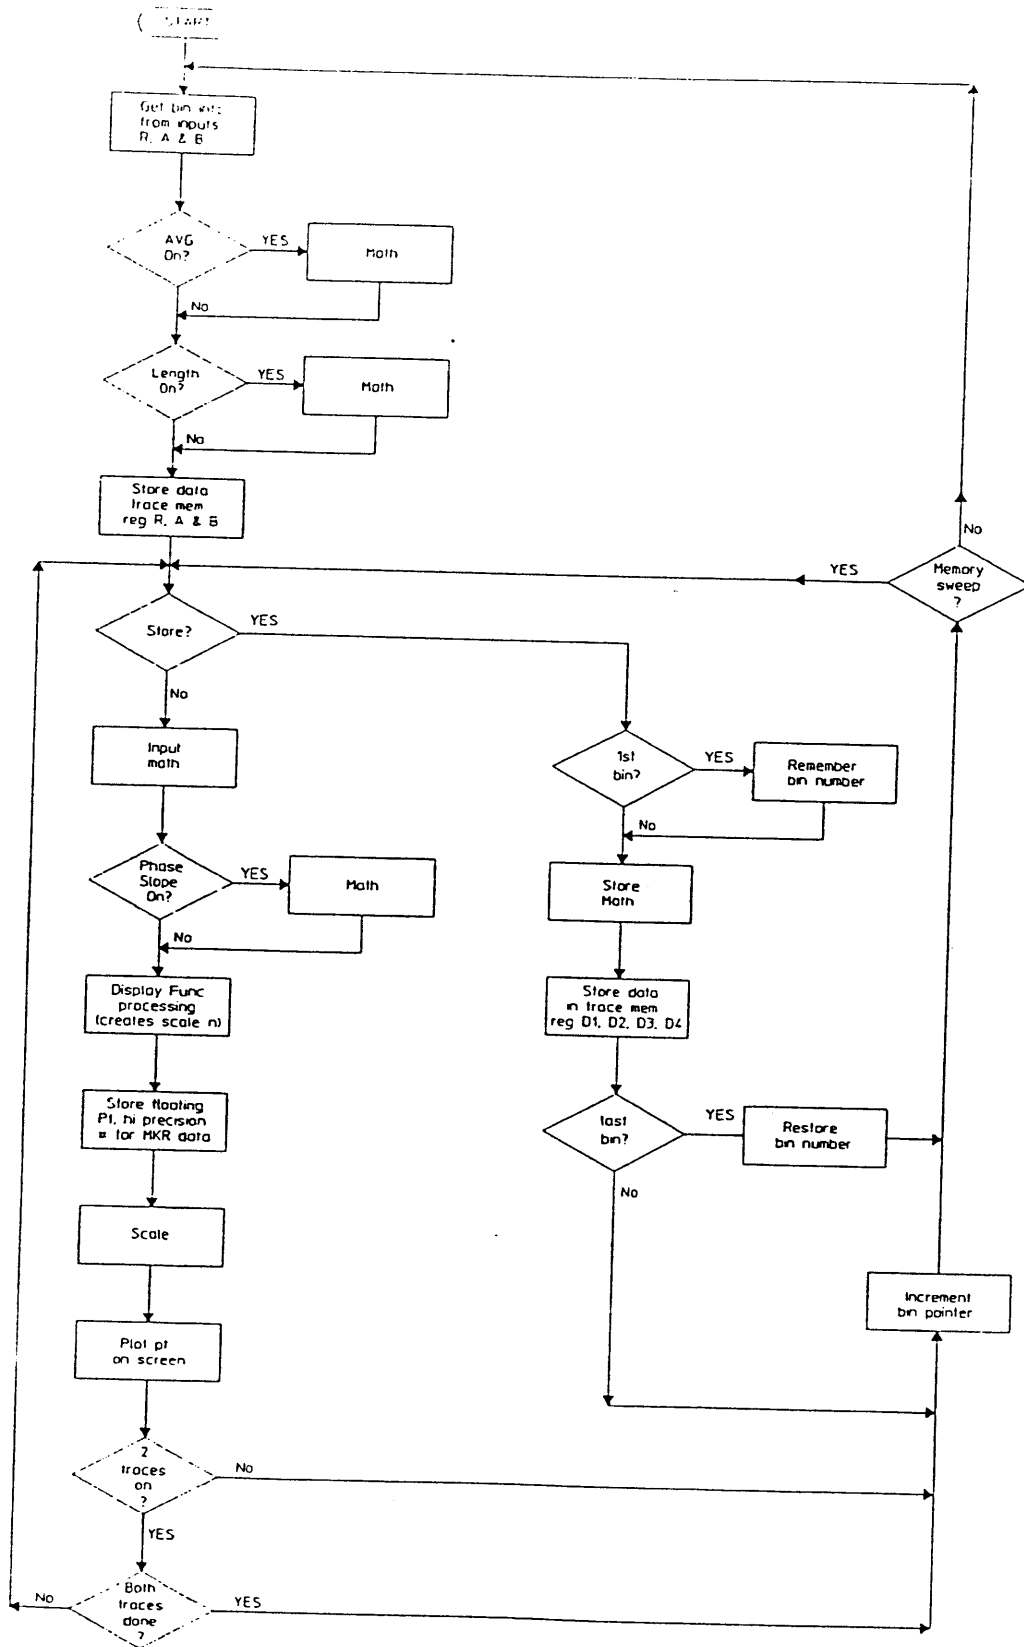 START
Get bin info
from inputs
R, A & B
AVG
On?
YES
Math
No
Length
On?
YES
Math
No
Store data
trace mem
reg R, A & B
No
YES
Memory
sweep
?
Store?
YES
No
Input
math
1st
bin?
YES
Remember
bin number
No
Phase
Slope
On?
YES
Math
No
Store
Math
Display Func
processing
(creates scale n)
Store data
in trace mem
reg D1, D2, D3, D4
Store floating
Pt, hi precision
# for MKR data
last
bin?
YES
Restore
bin number
No
Scale
Increment
bin pointer
Plot pt
on screen
2
traces
on
?
No
YES
Both
traces
done
?
No
YES